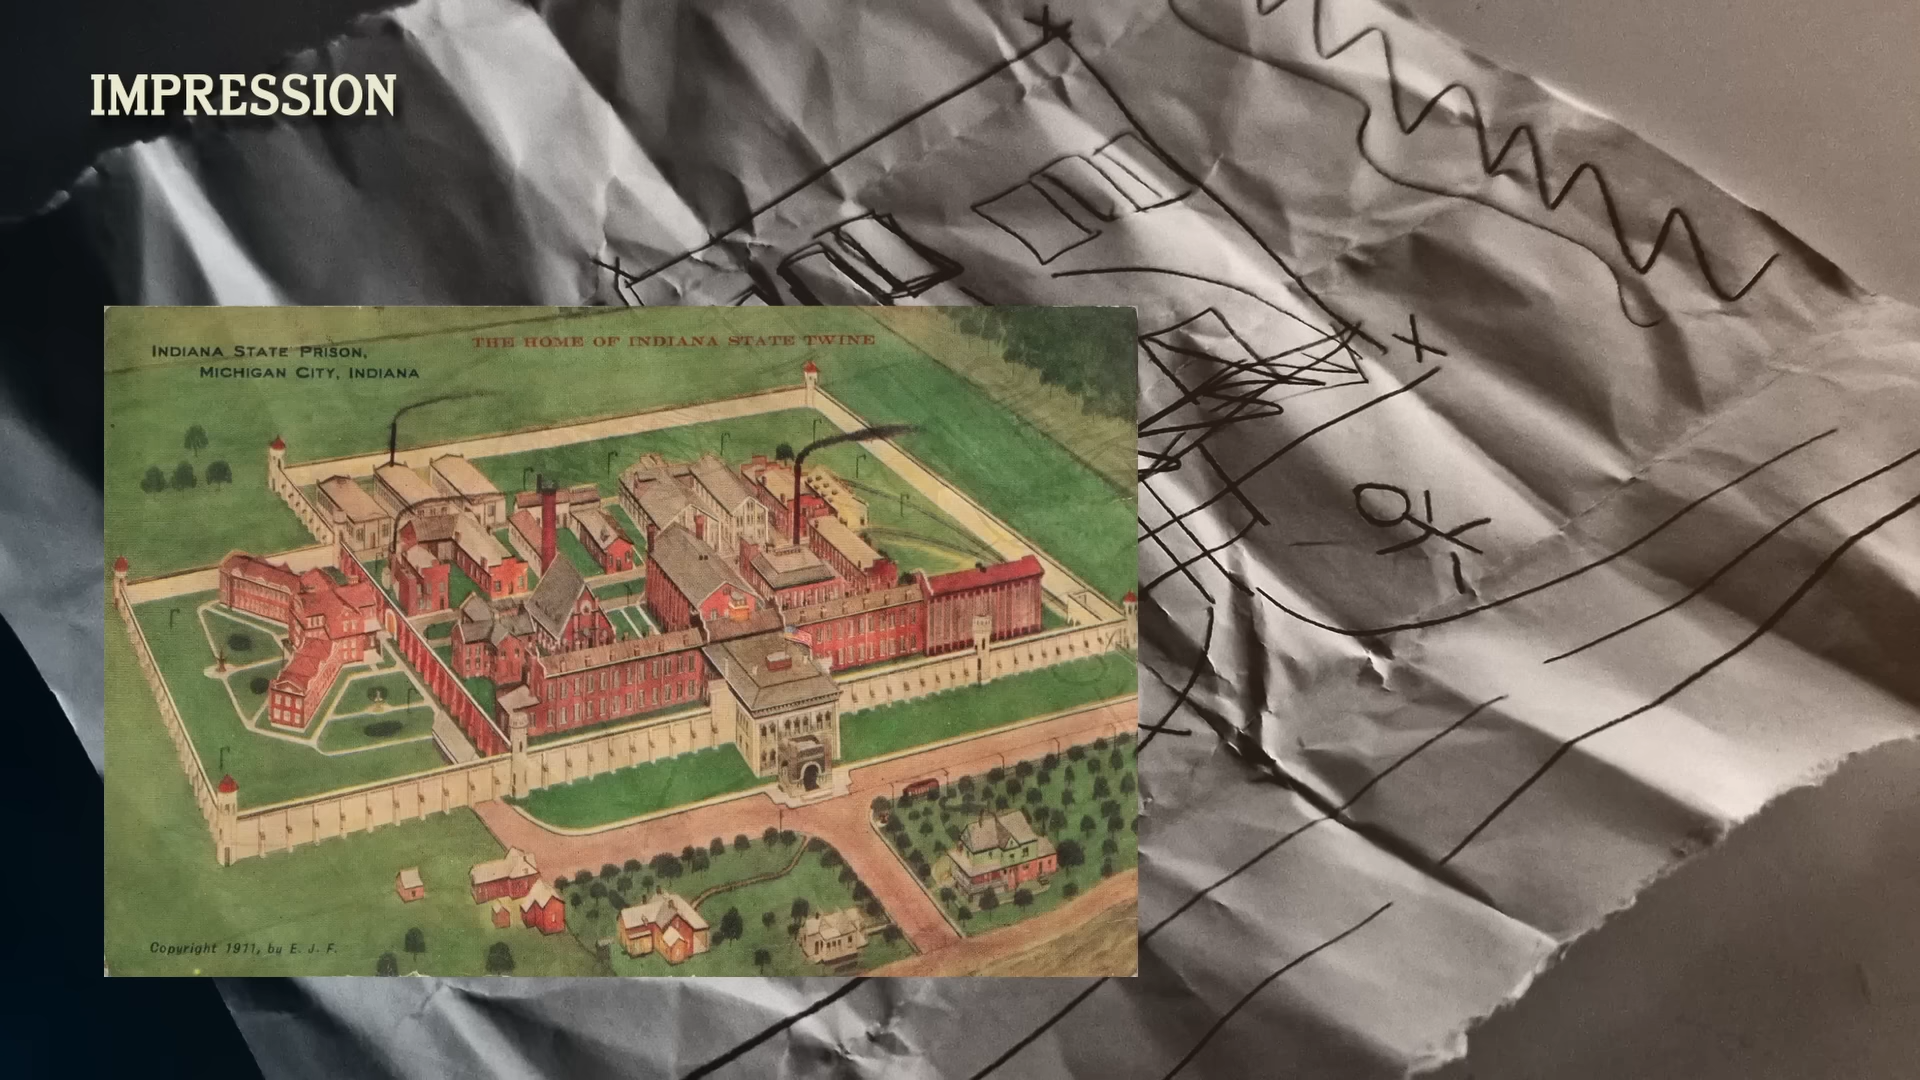 IMPRESSION
INDIANA STATE PRISON,
MICHIGAN CITY, INDIANA
THE HOME OF INDIANA STATE TWINE
Copyright 1911, by E. J. F.